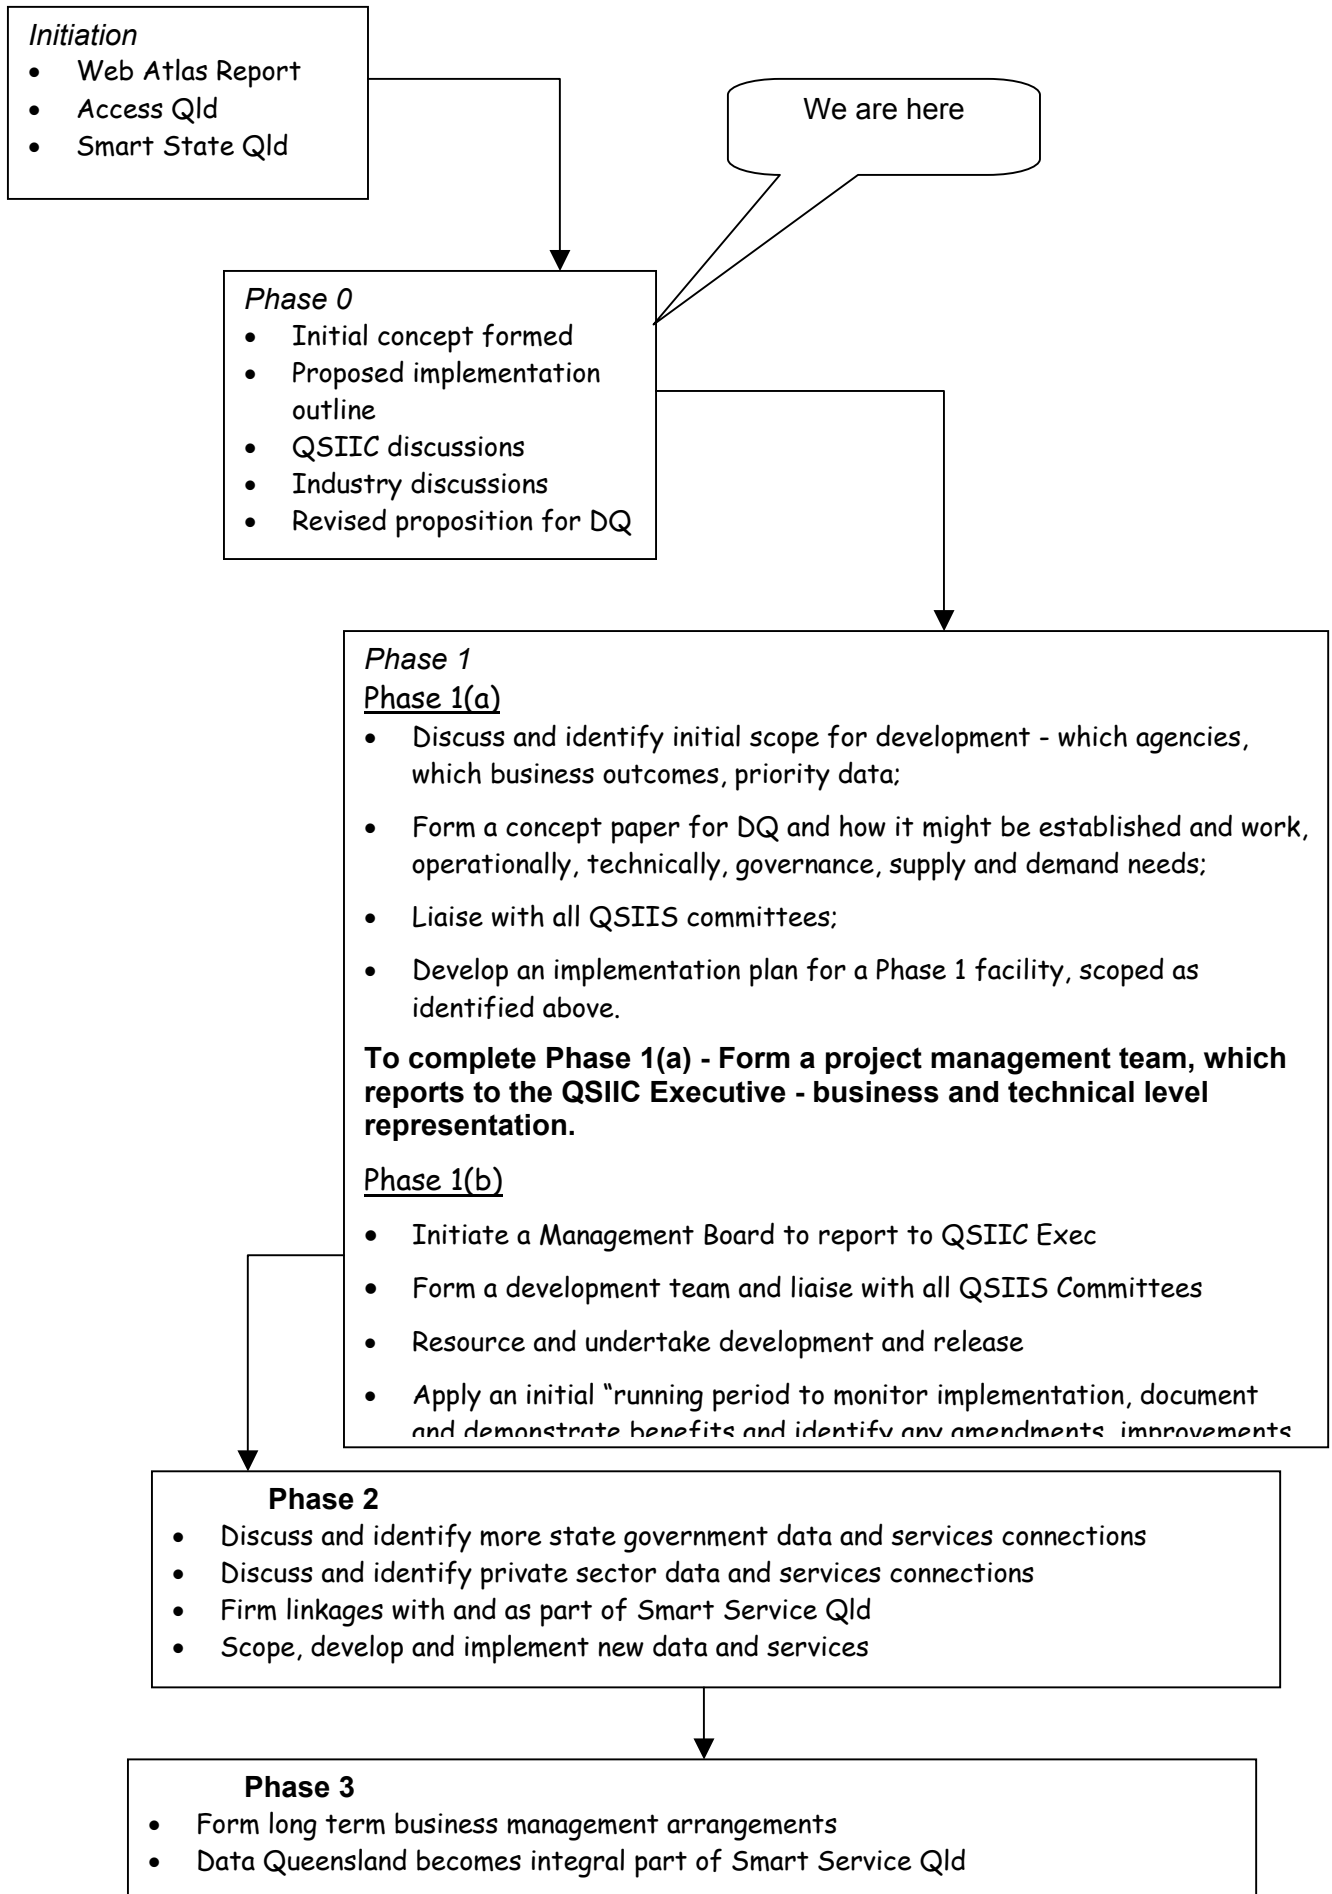 Initiation
• Web Atlas Report
• Access Qld
• Smart State Qld
We are here
Phase 0
• Initial concept formed
• Proposed implementation
outline
• QSIIC discussions
• Industry discussions
• Revised proposition for DQ
Phase 1
Phase 1(a)
• Discuss and identify initial scope for development - which agencies,
which business outcomes, priority data;
• Form a concept paper for DQ and how it might be established and work,
operationally, technically, governance, supply and demand needs;
• Liaise with all QSIIS committees;
• Develop an implementation plan for a Phase 1 facility, scoped as
identified above.
To complete Phase 1(a) - Form a project management team, which
reports to the QSIIC Executive - business and technical level
representation.
Phase 1(b)
• Initiate a Management Board to report to QSIIC Exec
• Form a development team and liaise with all QSIIS Committees
• Resource and undertake development and release
• Apply an initial “running period to monitor implementation, document
and demonstrate benefits and identify any amendments, improvements
Phase 2
• Discuss and identify more state government data and services connections
• Discuss and identify private sector data and services connections
• Firm linkages with and as part of Smart Service Qld
• Scope, develop and implement new data and services
Phase 3
• Form long term business management arrangements
• Data Queensland becomes integral part of Smart Service Qld